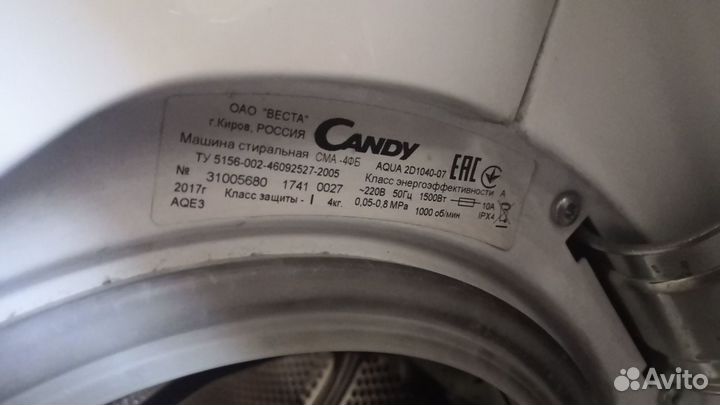 ОАО "ВЕСТА"
г.Киров, РОССИЯ
CANDY
Машина стиральная СМА -4ФБ AQUA 2D1040-07 EAC
ТУ 5156-002-46092527-2005 Класс энергоэффективности А
№ 31005680 1741 0027 ~220В 50Гц 1500Вт 10А
2017г Класс защиты - I 4кг. 0,05-0,8 MPa 1000 об/мин IPX4
AQE3
Avito